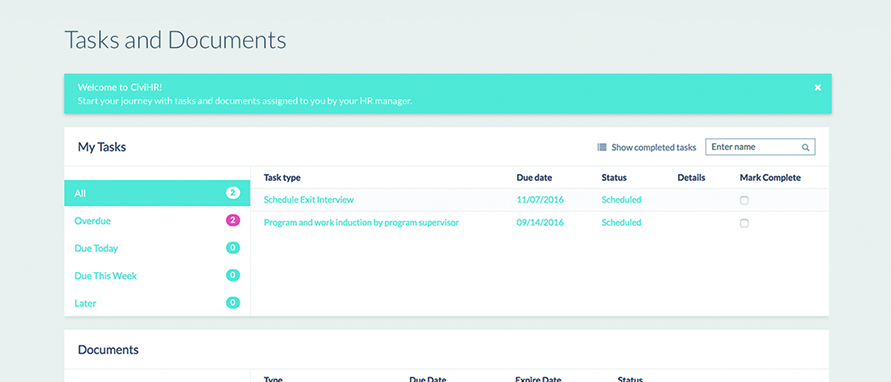 Tasks and Documents
Welcome to CiviHR!
Start your journey with tasks and documents assigned to you by your HR manager.
My Tasks
Show completed tasks
Enter name
All 2
Overdue 2
Due Today 0
Due This Week 0
Later 0
Task type Due date Status Details Mark Complete
Schedule Exit Interview 11/07/2016 Scheduled
Program and work induction by program supervisor 09/14/2016 Scheduled
Documents
Type Due Date Expire Date Status